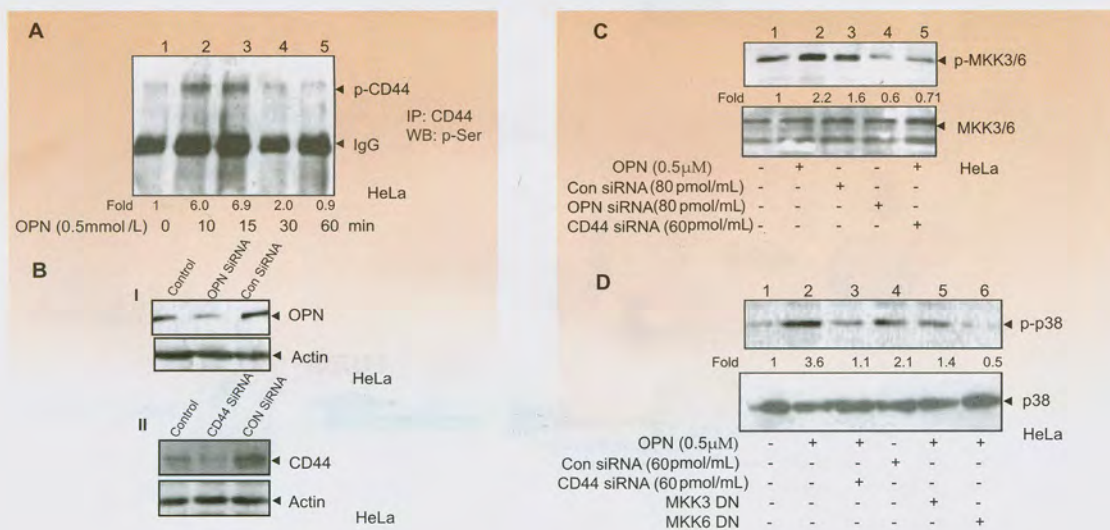 A
1 2 3 4 5
p-CD44
IP: CD44
WB: p-Ser
IgG
HeLa
Fold 1 6.0 6.9 2.0 0.9
OPN (0.5mmol/L) 0 10 15 30 60 min
B
Control OPN SiRNA Con SiRNA
I
OPN
Actin
HeLa
Control CD44 SiRNA CON SiRNA
II
CD44
Actin
HeLa
C
1 2 3 4 5
p-MKK3/6
Fold 1 2.2 1.6 0.6 0.71
MKK3/6
OPN (0.5μM) - + - - + HeLa
Con siRNA(80 pmol/mL) - - + - -
OPN siRNA(80 pmol/mL) - - - + -
CD44 siRNA (60pmol/mL) - - - - +
D
1 2 3 4 5 6
p-p38
Fold 1 3.6 1.1 2.1 1.4 0.5
p38
HeLa
OPN (0.5μM) - + + - + +
Con siRNA (60pmol/mL) - - - + - -
CD44 siRNA (60 pmol/mL) - - + - - -
MKK3 DN - - - - + -
MKK6 DN - - - - - +